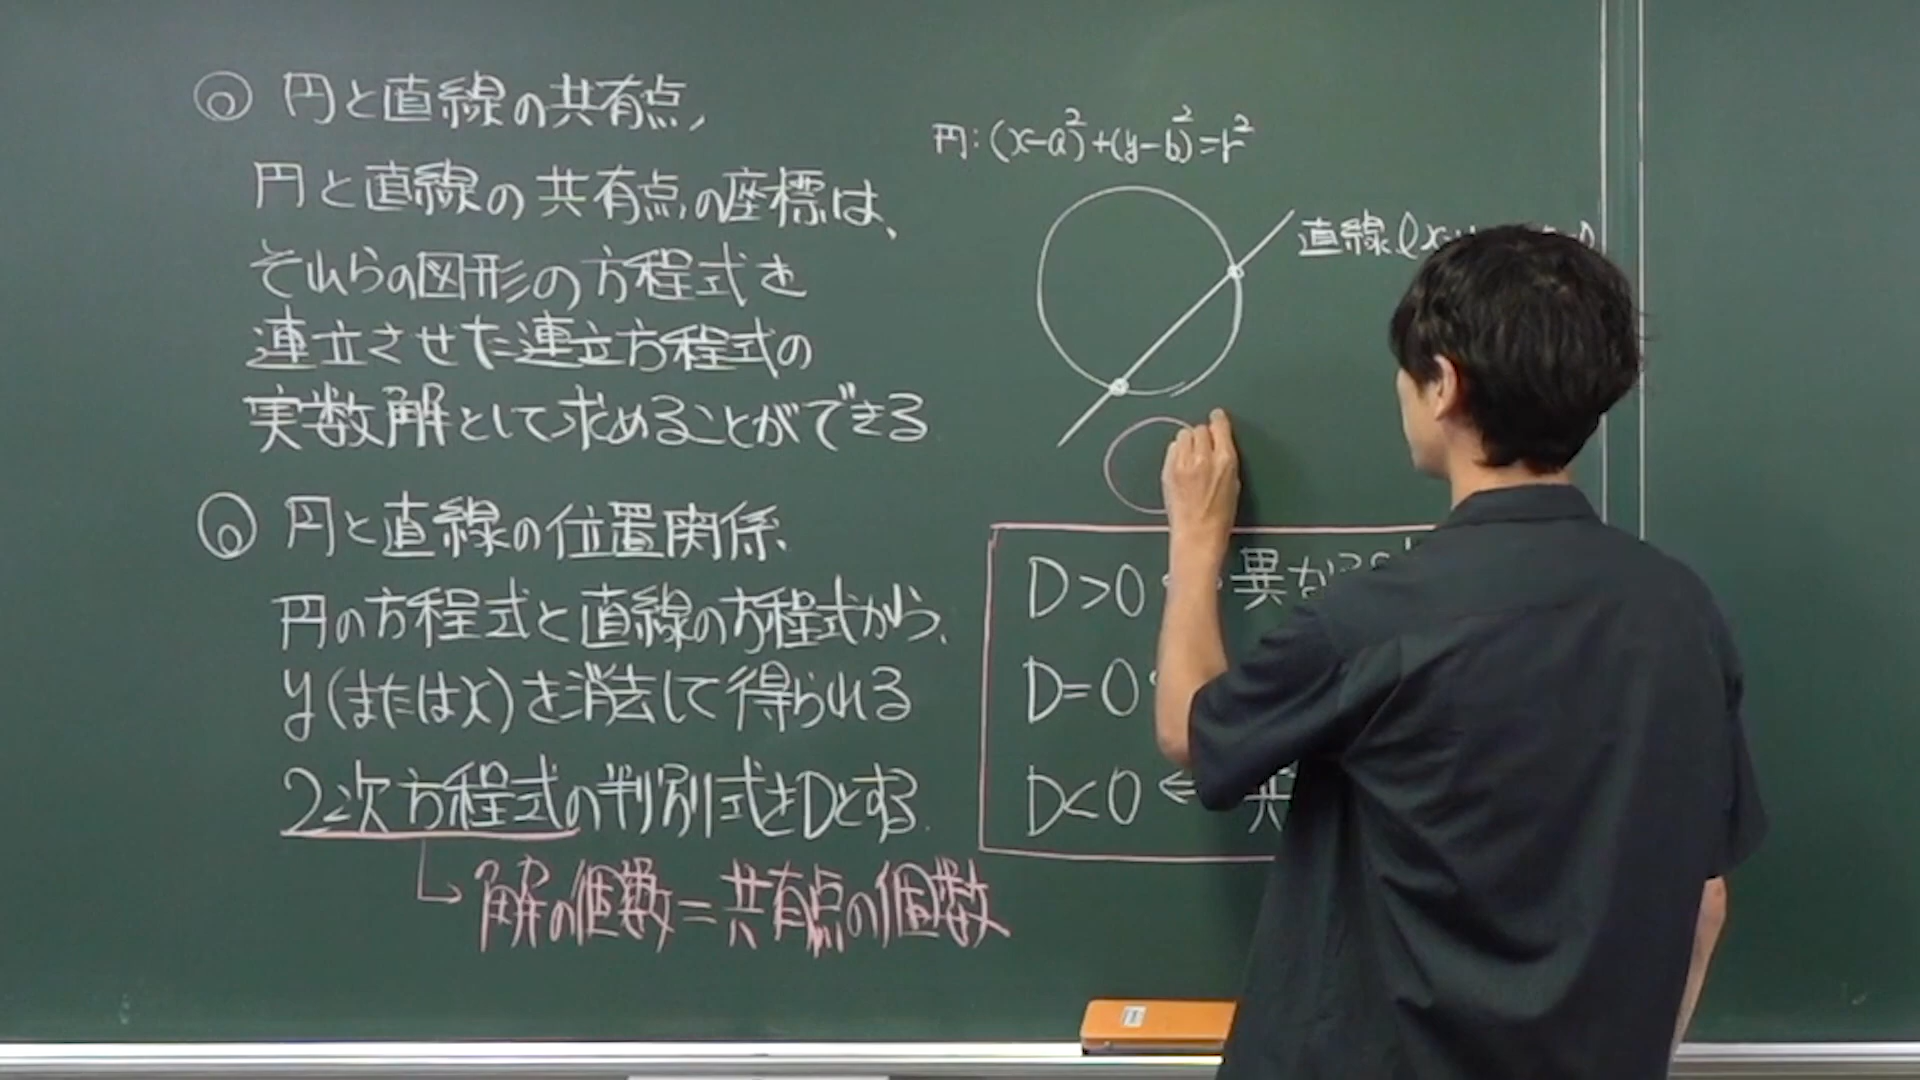 ◎ 円と直線の共有点
円と直線の共有点の座標は、
それらの図形の方程式を
連立させた連立方程式の
実数解として求めることができる
◎ 円と直線の位置関係
円の方程式と直線の方程式から、
y(またはx)を消去して得られる
2次方程式の判別式をDとする.
解の個数=共有点の個数
円:(x-a)²+(y-b)²=r²
直線 lx
D>0 異なる
D=0
D<0 ⇐ 共